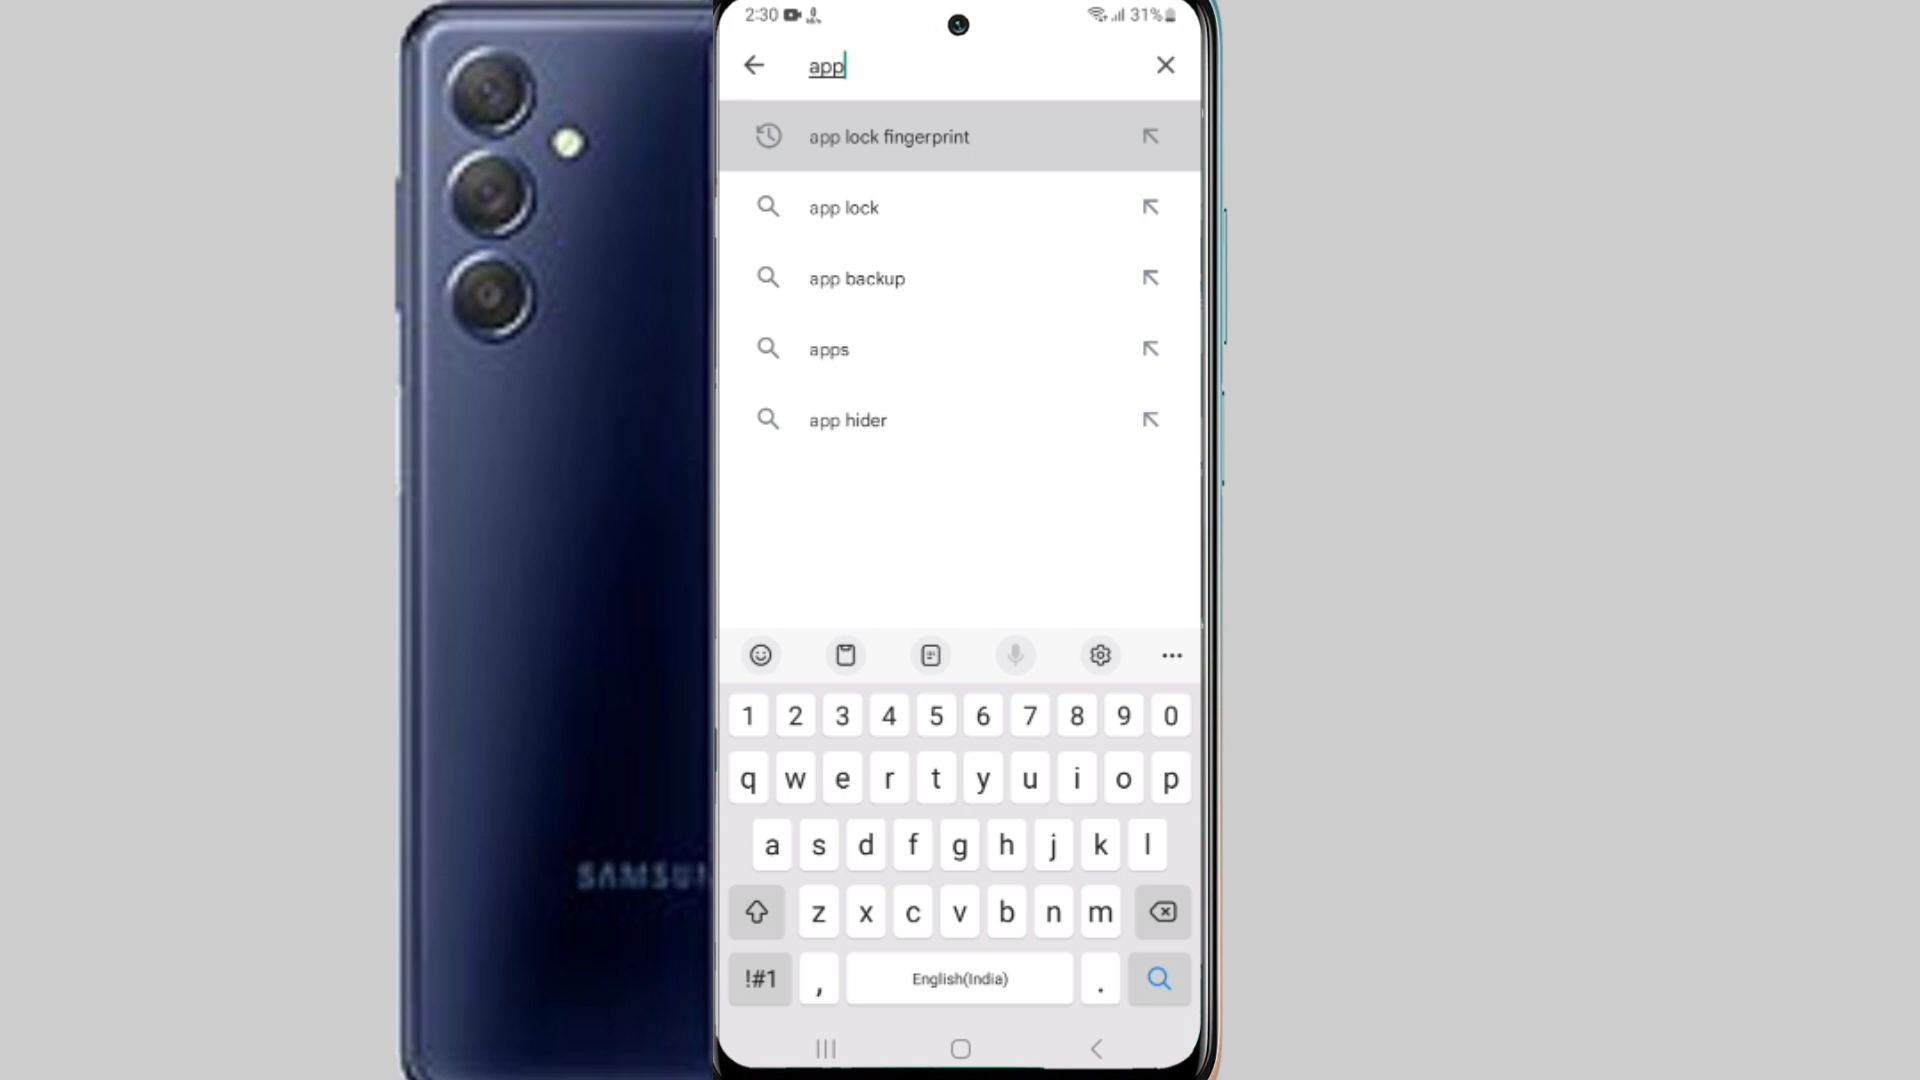 2:30 31%
app
app lock fingerprint
app lock
app backup
apps
app hider
1 2 3 4 5 6 7 8 9 0
q w e r t y u i o p
a s d f g h j k l
z x c v b n m
!#1 , English(India) .
SAMSUN